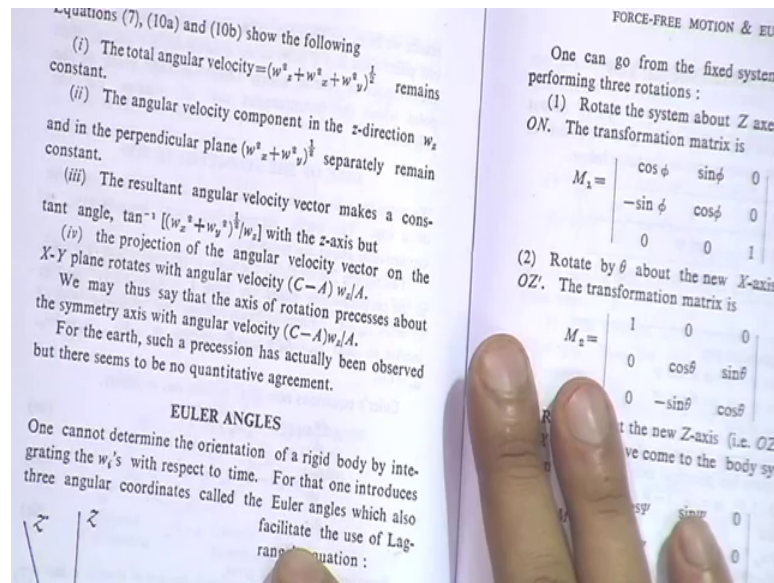 Equations (7), (10a) and (10b) show the following
(i) The total angular velocity=(w²z+w²x+w²y)^½ remains
constant.
(ii) The angular velocity component in the z-direction wz
and in the perpendicular plane (w²x+w²y)^½ separately remain
constant.
(iii) The resultant angular velocity vector makes a cons-
tant angle, tan⁻¹ [(wx²+wy²)^½/wz] with the z-axis but
(iv) the projection of the angular velocity vector on the
X-Y plane rotates with angular velocity (C–A) wz/A.
We may thus say that the axis of rotation precesses about
the symmetry axis with angular velocity (C–A)wz/A.
For the earth, such a precession has actually been observed
but there seems to be no quantitative agreement.
EULER ANGLES
One cannot determine the orientation of a rigid body by inte-
grating the wi's with respect to time. For that one introduces
three angular coordinates called the Euler angles which also
facilitate the use of Lag-
Z Z
FORCE-FREE MOTION &
One can go from the fixed system
performing three rotations :
(1) Rotate the system about Z axe
ON. The transformation matrix is
M₁= cos ϕ sinϕ 0
−sin ϕ cosϕ 0
0 0 1
(2) Rotate by θ about the new X-axis
OZ'. The transformation matrix is
M₂= 1 0 0
0 cosθ sinθ
0 −sinθ cosθ
the new Z-axis (i.e. OZ
come to the body
sinψ 0
0